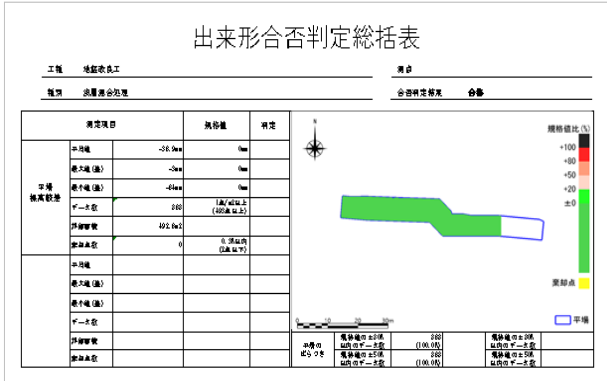 出来形合否判定総括表
工種 地盤改良工 測点
種別 表層混合処理 合否判定結果 合格
測定項目 規格値 判定
平場
標高較差
平均値 -38.9mm 0mm
最大値(差) -3mm 0mm
最小値(差) -84mm 0mm
データ数 363 1点/m2以上
(493点以上)
評価面積 492.8m2
棄却点数 0 0.3%以内
(1点以下)
平均値
最大値(差)
最小値(差)
データ数
評価面積
棄却点数
N
規格値比(%)
+100
+80
+50
+20
±0
棄却点
平場
0 10 20 30m
平場の
ばらつき
規格値の±80%
以内のデータ数
363
(100.0%)
規格値の±80%
以内のデータ数
規格値の±50%
以内のデータ数
363
(100.0%)
規格値の±50%
以内のデータ数